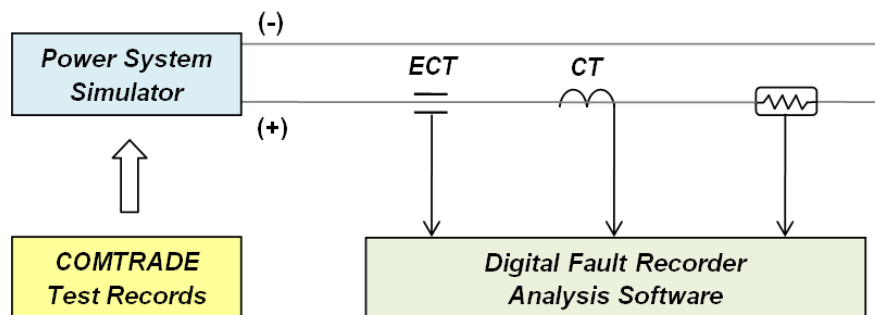 (-)
Power System
Simulator
ECT
CT
(+)
COMTRADE
Test Records
Digital Fault Recorder
Analysis Software